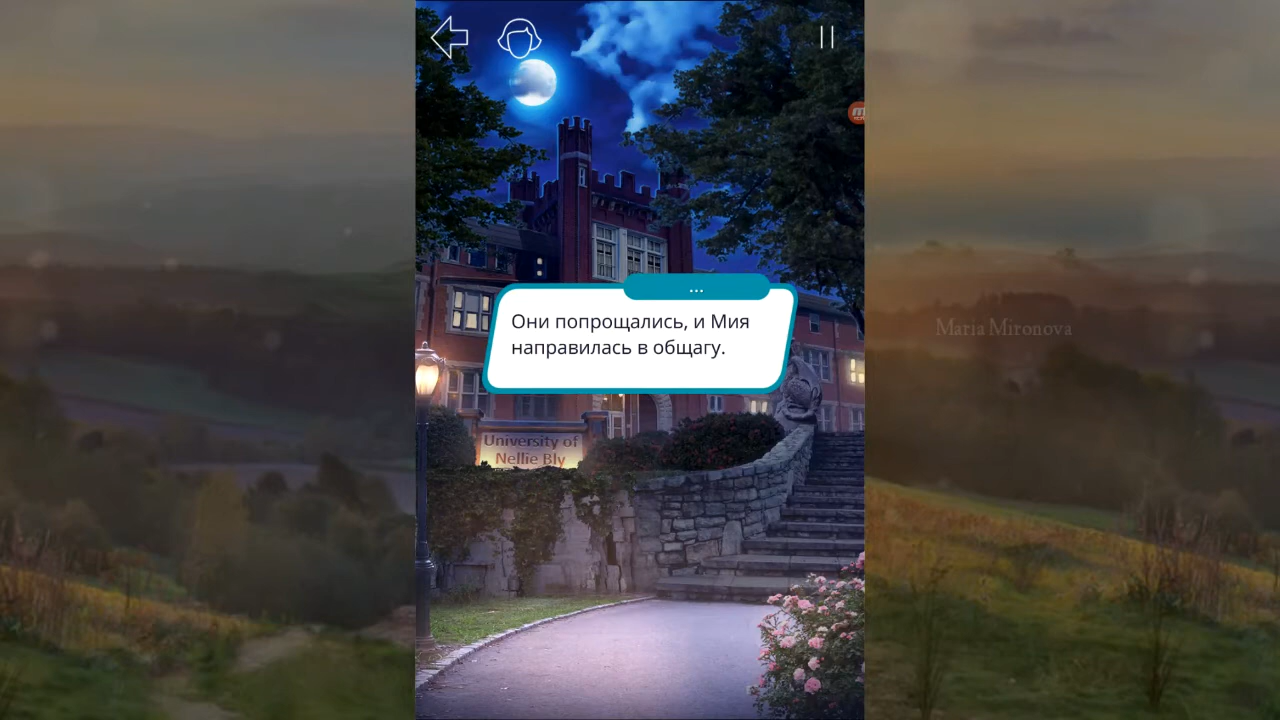 ...
Они попрощались, и Мия
направилась в общагу.
University of
Nellie Bly
Maria Mironova